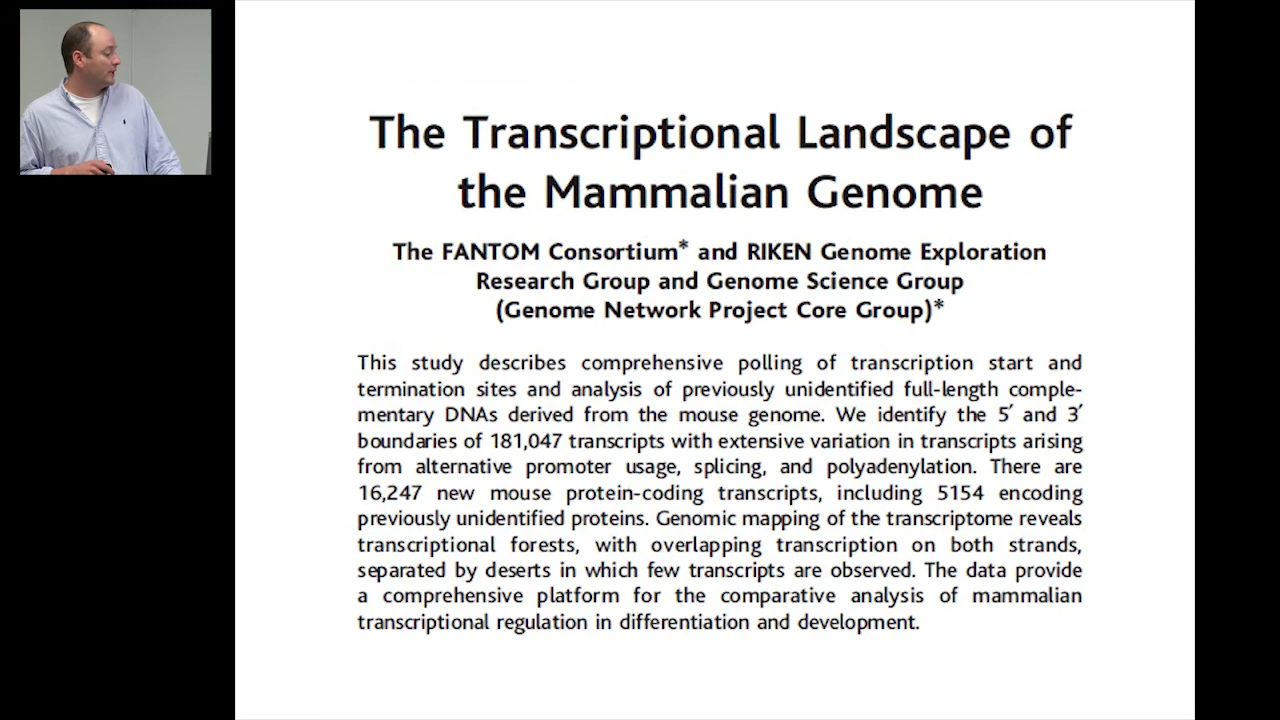 The Transcriptional Landscape of
the Mammalian Genome
The FANTOM Consortium* and RIKEN Genome Exploration
Research Group and Genome Science Group
(Genome Network Project Core Group)*
This study describes comprehensive polling of transcription start and
termination sites and analysis of previously unidentified full-length comple-
mentary DNAs derived from the mouse genome. We identify the 5′ and 3′
boundaries of 181,047 transcripts with extensive variation in transcripts arising
from alternative promoter usage, splicing, and polyadenylation. There are
16,247 new mouse protein-coding transcripts, including 5154 encoding
previously unidentified proteins. Genomic mapping of the transcriptome reveals
transcriptional forests, with overlapping transcription on both strands,
separated by deserts in which few transcripts are observed. The data provide
a comprehensive platform for the comparative analysis of mammalian
transcriptional regulation in differentiation and development.